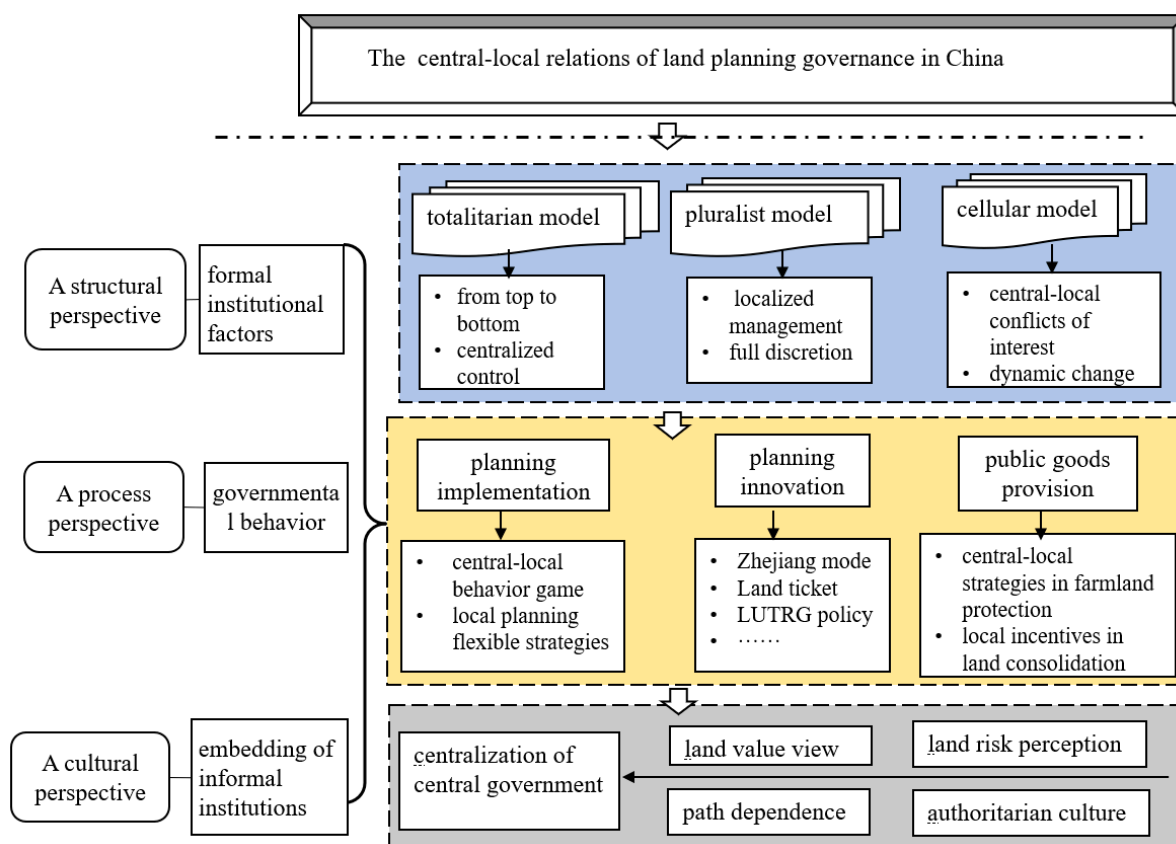 The central-local relations of land planning governance in China
totalitarian model
pluralist model
cellular model
A structural
perspective
formal
institutional
factors
• from top to
bottom
• centralized
control
• localized
management
• full discretion
• central-local
conflicts of
interest
• dynamic change
A process
perspective
governmenta
l behavior
planning
implementation
planning
innovation
public goods
provision
• central-local
behavior game
• local planning
flexible strategies
• Zhejiang mode
• Land ticket
• LUTRG policy
• ……
• central-local
strategies in farmland
protection
• local incentives in
land consolidation
A cultural
perspective
embedding of
informal
institutions
centralization of
central government
land value view
land risk perception
path dependence
authoritarian culture